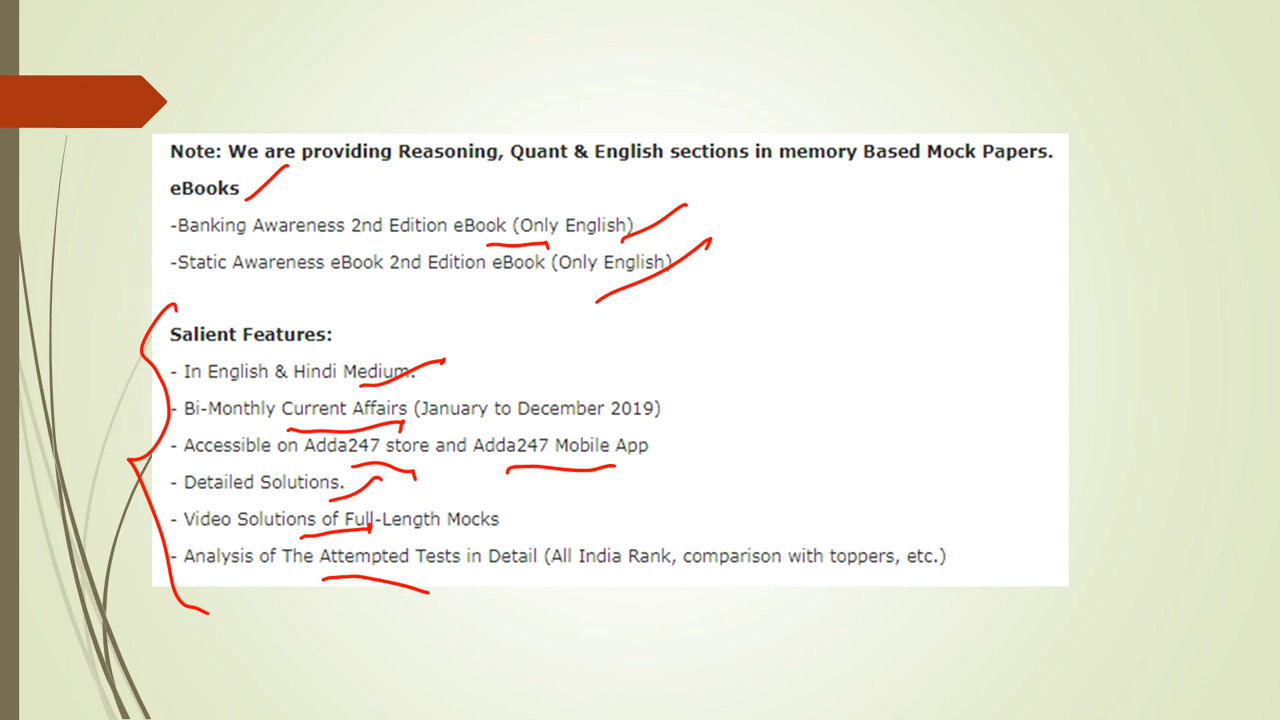 Note: We are providing Reasoning, Quant & English sections in memory Based Mock Papers.
eBooks
-Banking Awareness 2nd Edition eBook (Only English)
-Static Awareness eBook 2nd Edition eBook (Only English)
Salient Features:
- In English & Hindi Medium.
- Bi-Monthly Current Affairs (January to December 2019)
- Accessible on Adda247 store and Adda247 Mobile App
- Detailed Solutions.
- Video Solutions of Full-Length Mocks
- Analysis of The Attempted Tests in Detail (All India Rank, comparison with toppers, etc.)